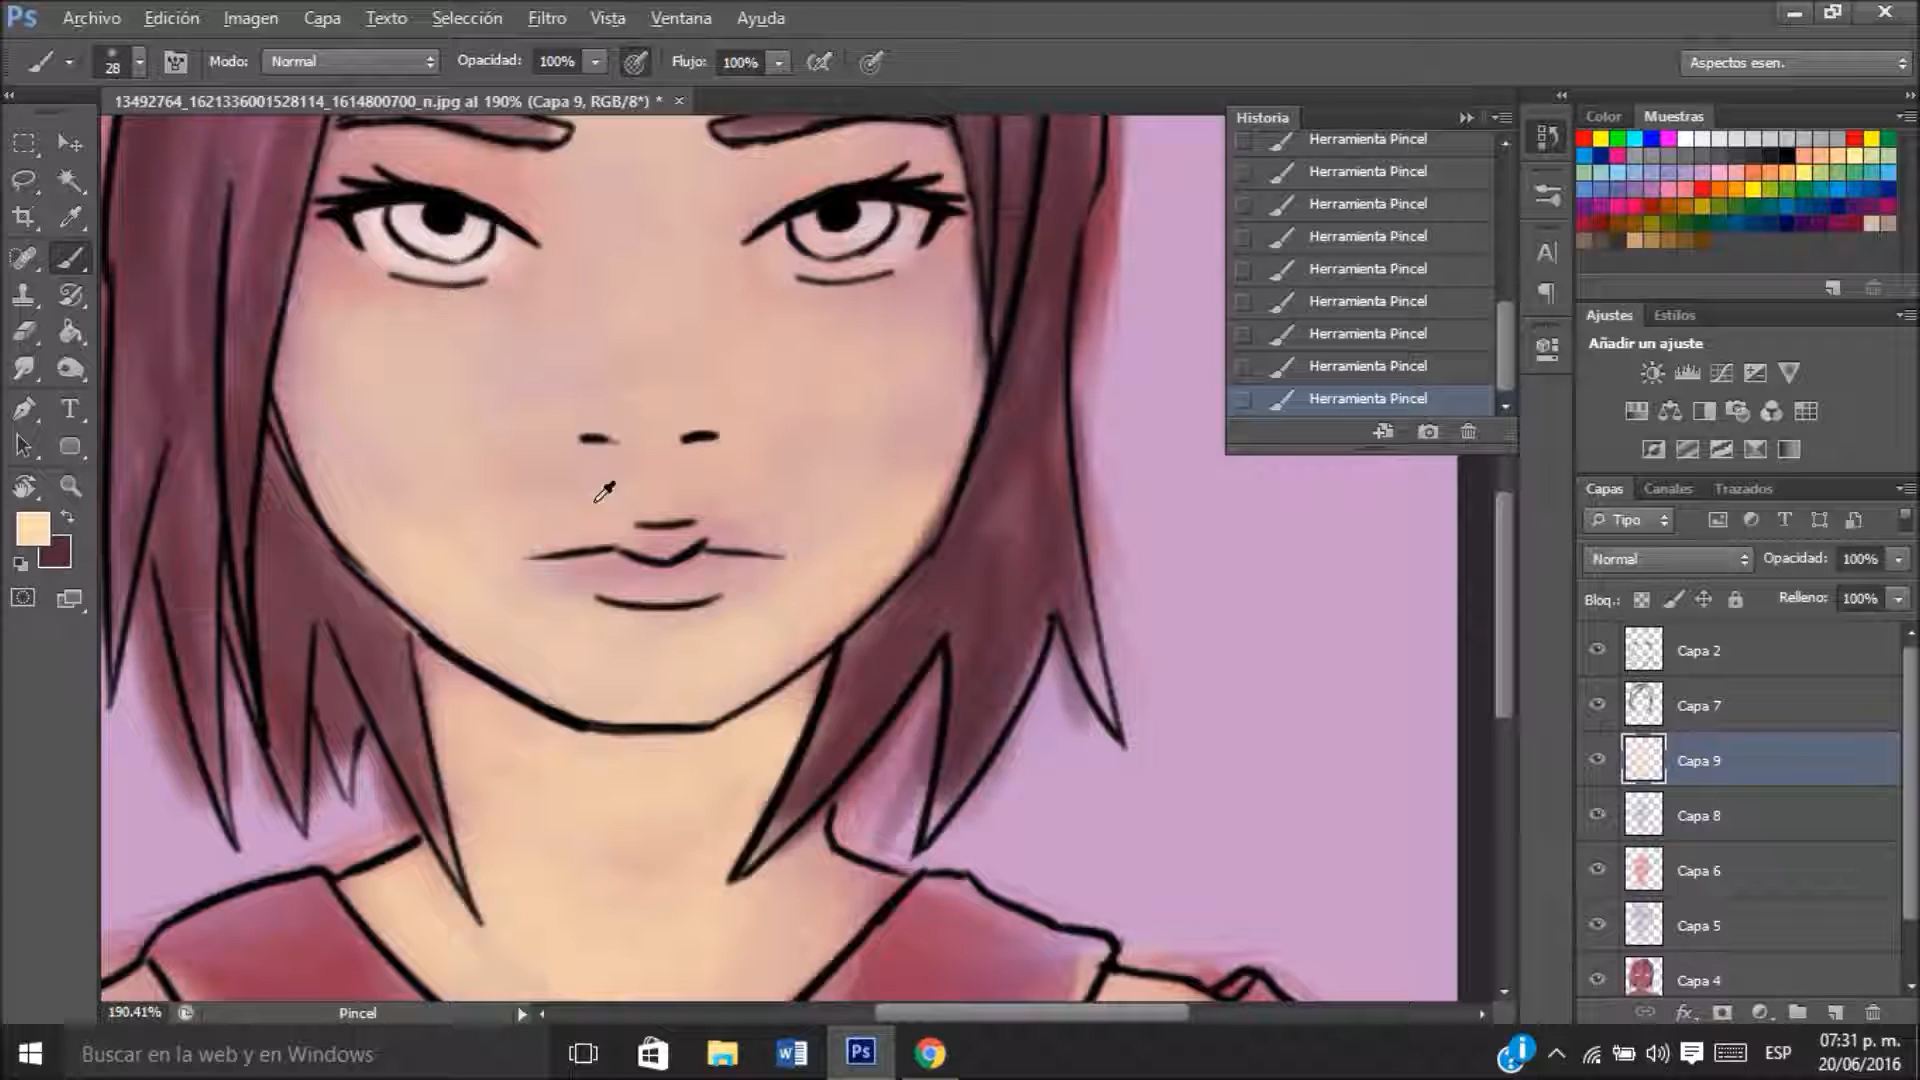 Ps Archivo Edición Imagen Capa Texto Selección Filtro Vista Ventana Ayuda
28 Modo: Normal Opacidad: 100% Flujo: 100% Aspectos esen.
13492764_1621336001528114_1614800700_n.jpg al 190% (Capa 9, RGB/8*) *
Historia
Herramienta Pincel
Herramienta Pincel
Herramienta Pincel
Herramienta Pincel
Herramienta Pincel
Herramienta Pincel
Herramienta Pincel
Herramienta Pincel
Herramienta Pincel
Color Muestras
Ajustes Estilos
Añadir un ajuste
Capas Canales Trazados
Tipo
Normal Opacidad: 100%
Bloq.: Relleno: 100%
Capa 2
Capa 7
Capa 9
Capa 8
Capa 6
Capa 5
Capa 4
fx
190.41% Pincel
Buscar en la web y en Windows
Ps
ESP
07:31 p. m.
20/06/2016